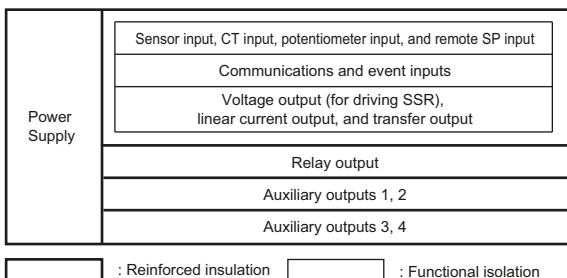 Power
Supply
Sensor input, CT input, potentiometer input, and remote SP input
Communications and event inputs
Voltage output (for driving SSR),
linear current output, and transfer output
Relay output
Auxiliary outputs 1, 2
Auxiliary outputs 3, 4
: Reinforced insulation
: Functional isolation